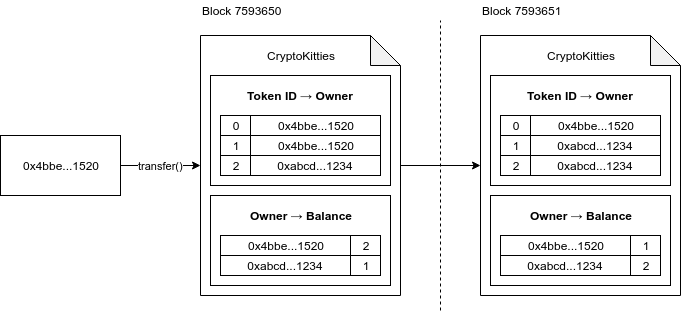 Block 7593650
Block 7593651
0x4bbe...1520
transfer()
CryptoKitties
Token ID → Owner
0 0x4bbe...1520
1 0x4bbe...1520
2 0xabcd...1234
Owner → Balance
0x4bbe...1520 2
0xabcd...1234 1
CryptoKitties
Token ID → Owner
0 0x4bbe...1520
1 0xabcd...1234
2 0xabcd...1234
Owner → Balance
0x4bbe...1520 1
0xabcd...1234 2